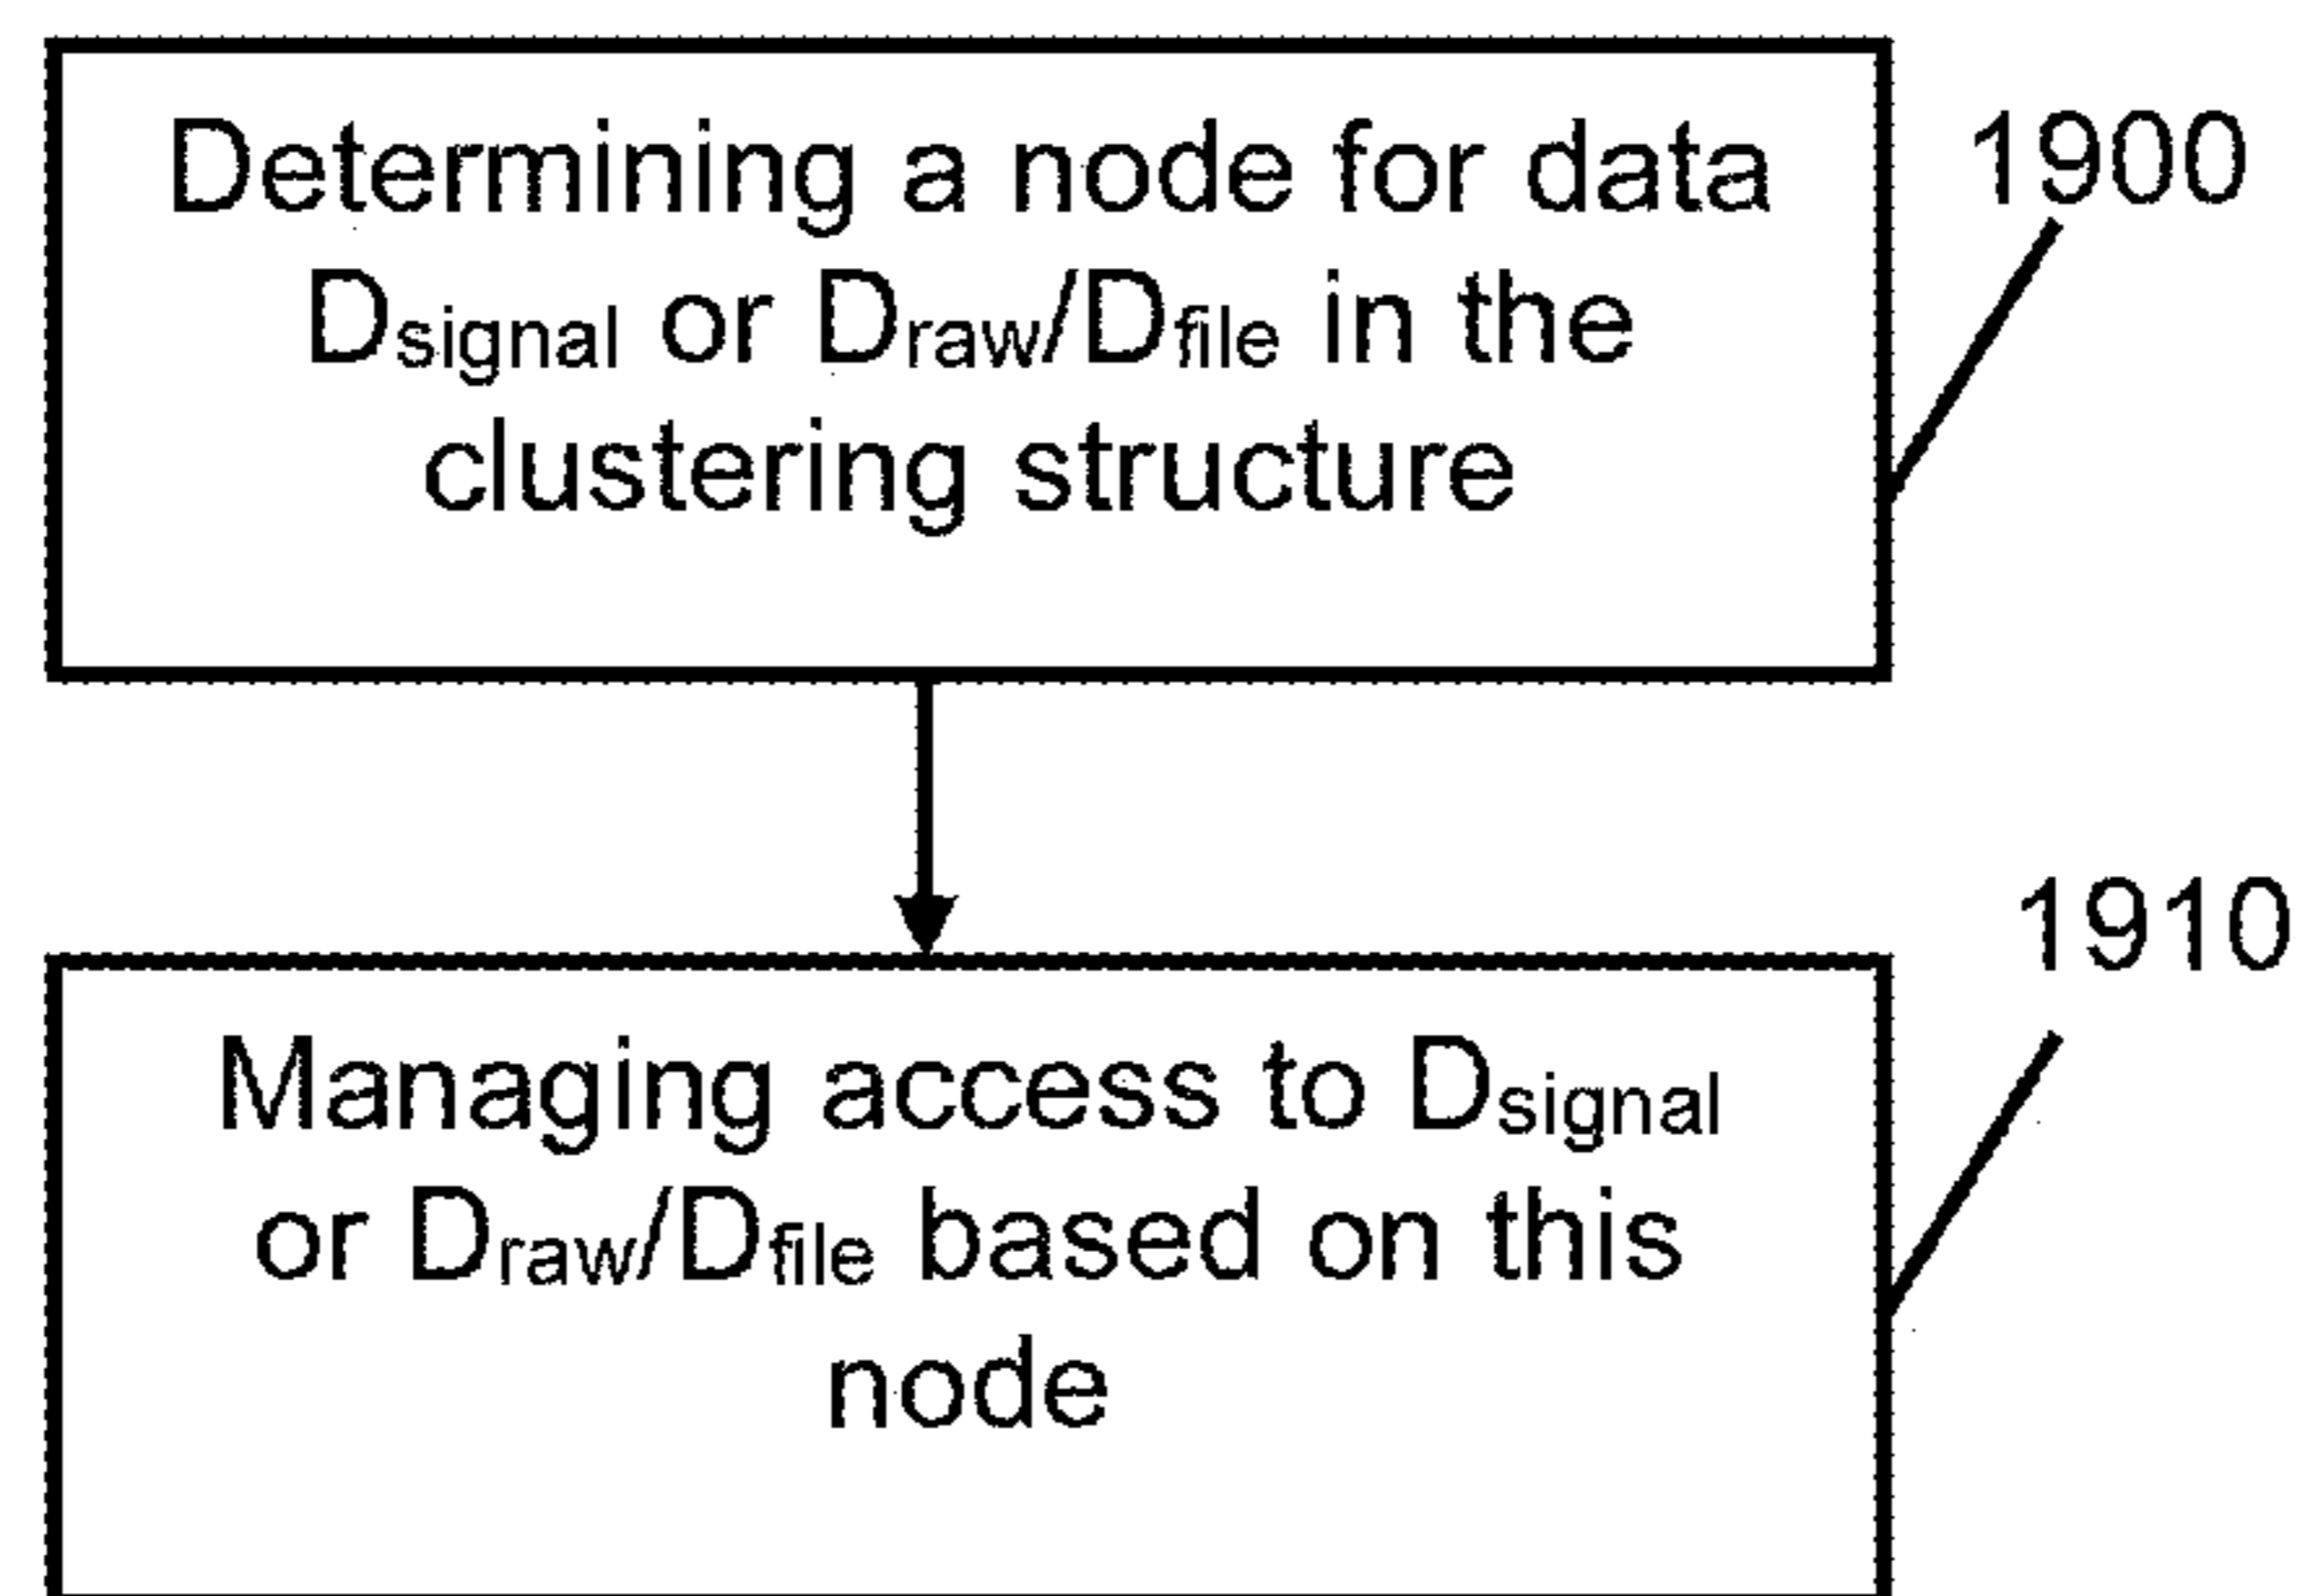 Determining a node for data
1900
Dsignal or Draw/Dfile in the
clustering structure
1910
Managing access to Dsignal
or Draw/Dfile based on this
node